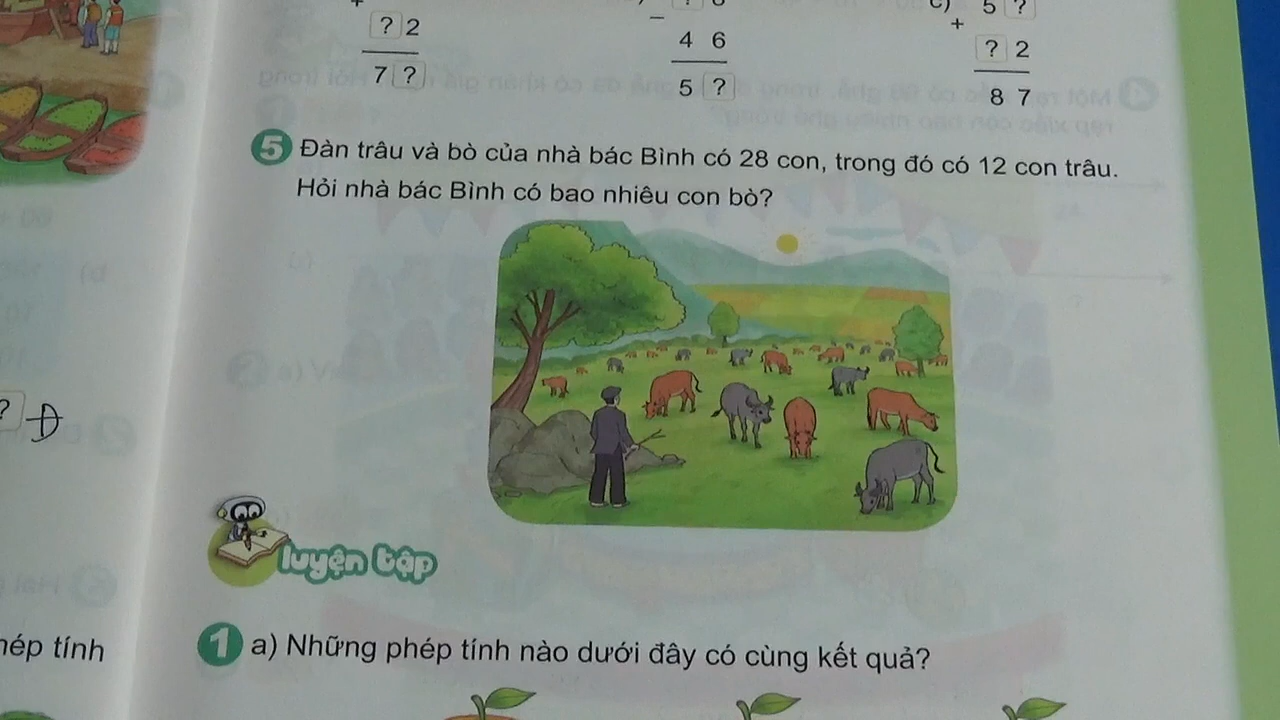 +
? 2
7 ?
−
4 6
5 ?
c) 5 ?
+
? 2
8 7
5 Đàn trâu và bò của nhà bác Bình có 28 con, trong đó có 12 con trâu.
Hỏi nhà bác Bình có bao nhiêu con bò?
? Đ
luyện tập
phép tính
1 a) Những phép tính nào dưới đây có cùng kết quả?